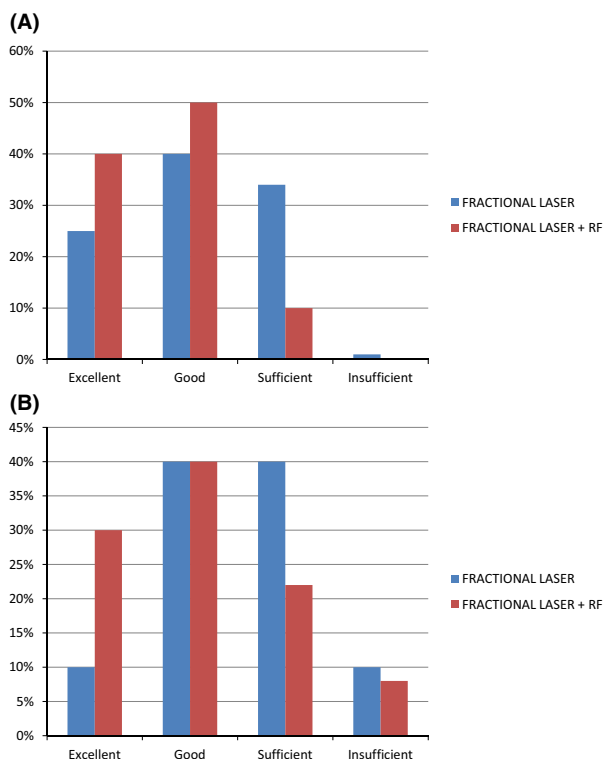 (A)
60%
50%
40%
30%
20%
10%
0%
Excellent Good Sufficient Insufficient
FRACTIONAL LASER
FRACTIONAL LASER + RF
(B)
45%
40%
35%
30%
25%
20%
15%
10%
5%
0%
Excellent Good Sufficient Insufficient
FRACTIONAL LASER
FRACTIONAL LASER + RF